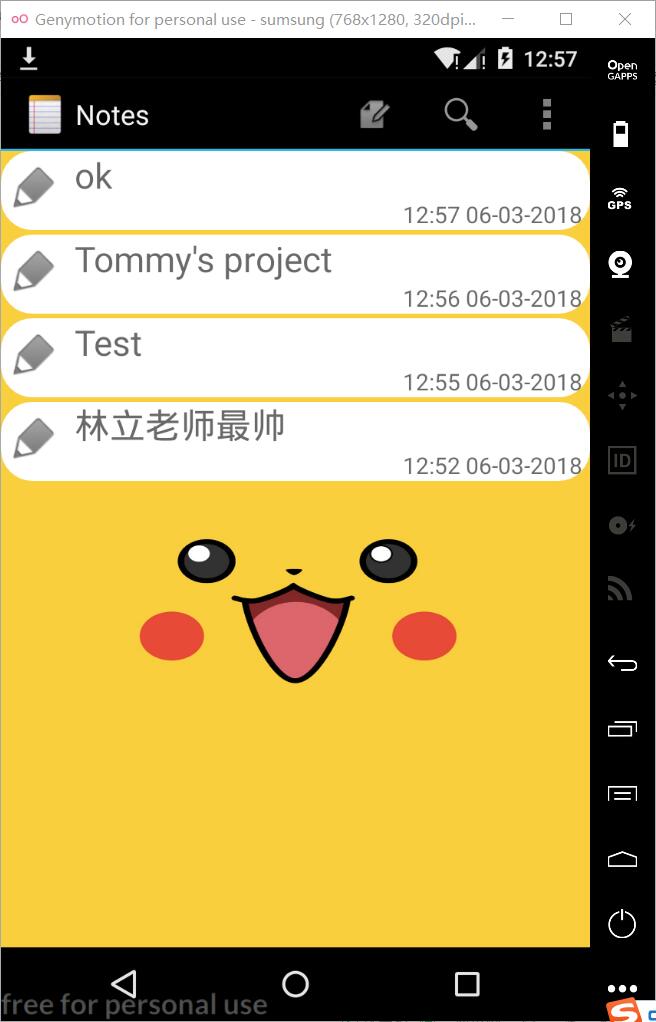 Genymotion for personal use - sumsung (768x1280, 320dpi...
12:57
Open
GAPPS
Notes
ok
12:57 06-03-2018
GPS
Tommy's project
12:56 06-03-2018
Test
12:55 06-03-2018
林立老师最帅
12:52 06-03-2018
ID
free for personal use